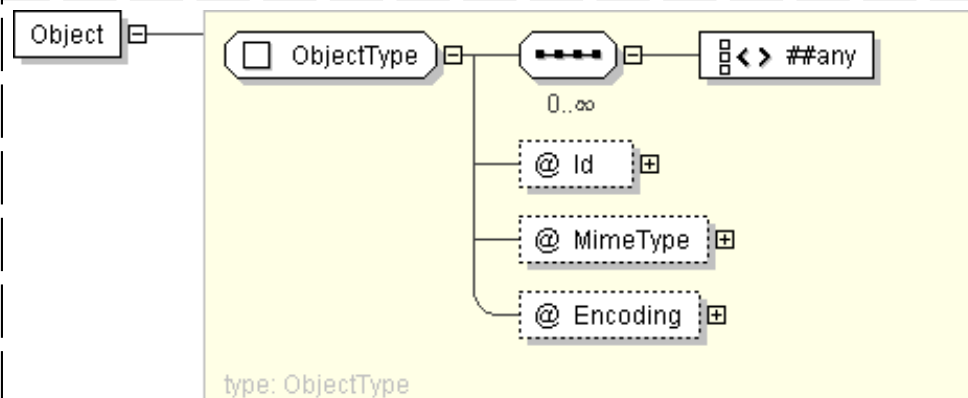 Object
ObjectType
##any
0..∞
@ Id
@ MimeType
@ Encoding
type: ObjectType